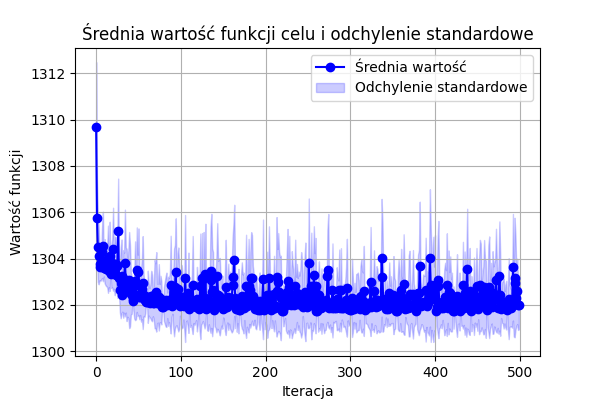 Średnia wartość funkcji celu i odchylenie standardowe
Średnia wartość
Odchylenie standardowe
Wartość funkcji
1312
1310
1308
1306
1304
1302
1300
0
100
200
300
400
500
Iteracja